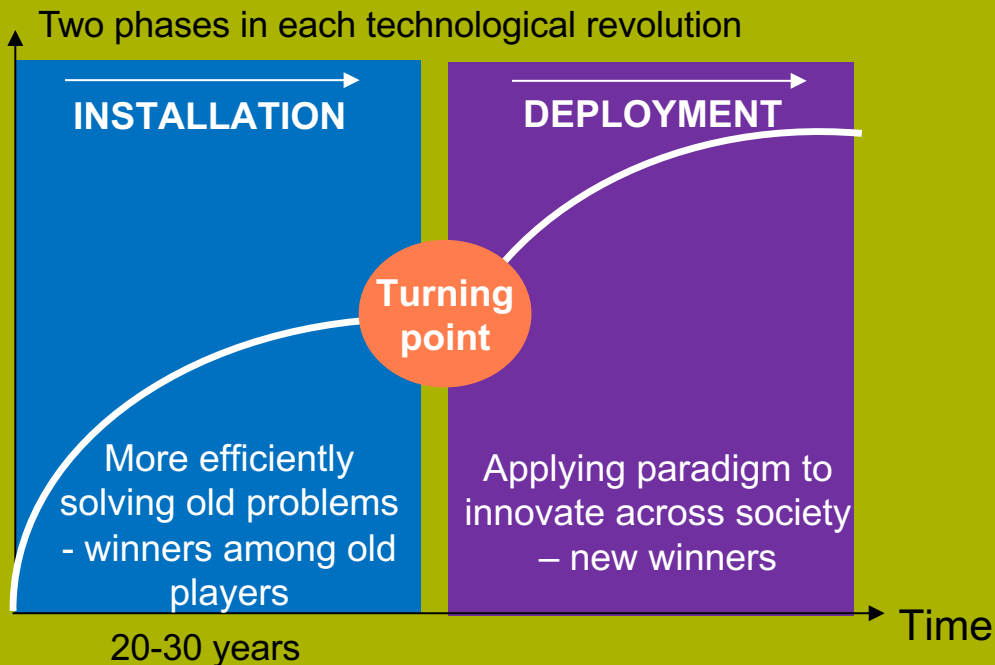 Two phases in each technological revolution
INSTALLATION
More efficiently
solving old problems
- winners among old
players
Turning
point
DEPLOYMENT
Applying paradigm to
innovate across society
– new winners
Time
20-30 years